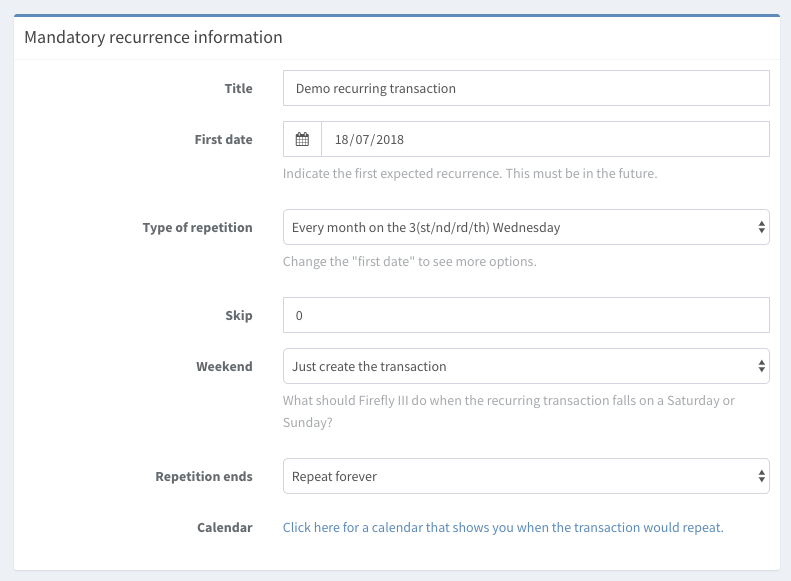 Mandatory recurrence information
Title
Demo recurring transaction
First date
18/07/2018
Indicate the first expected recurrence. This must be in the future.
Type of repetition
Every month on the 3(st/nd/rd/th) Wednesday
Change the "first date" to see more options.
Skip
0
Weekend
Just create the transaction
What should Firefly III do when the recurring transaction falls on a Saturday or
Sunday?
Repetition ends
Repeat forever
Calendar
Click here for a calendar that shows you when the transaction would repeat.